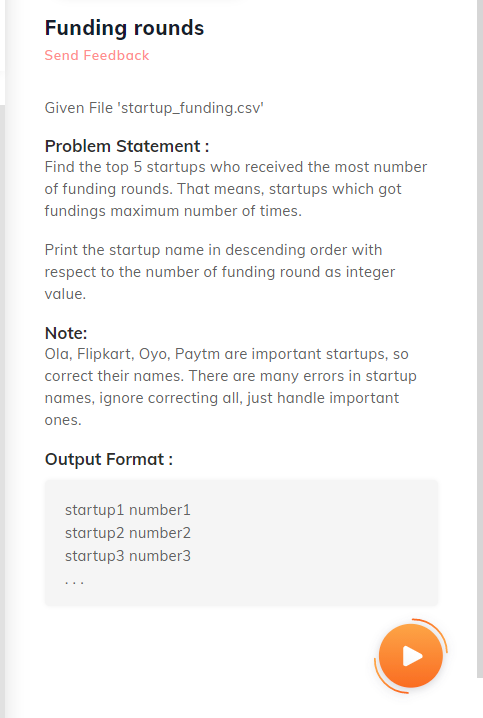 Funding rounds
Send Feedback
Given File 'startup_funding.csv'
Problem Statement :
Find the top 5 startups who received the most number
of funding rounds. That means, startups which got
fundings maximum number of times.
Print the startup name in descending order with
respect to the number of funding round as integer
value.
Note:
Ola, Flipkart, Oyo, Paytm are important startups, so
correct their names. There are many errors in startup
names, ignore correcting all, just handle important
ones.
Output Format :
startup1 number1
startup2 number2
startup3 number3
. . .